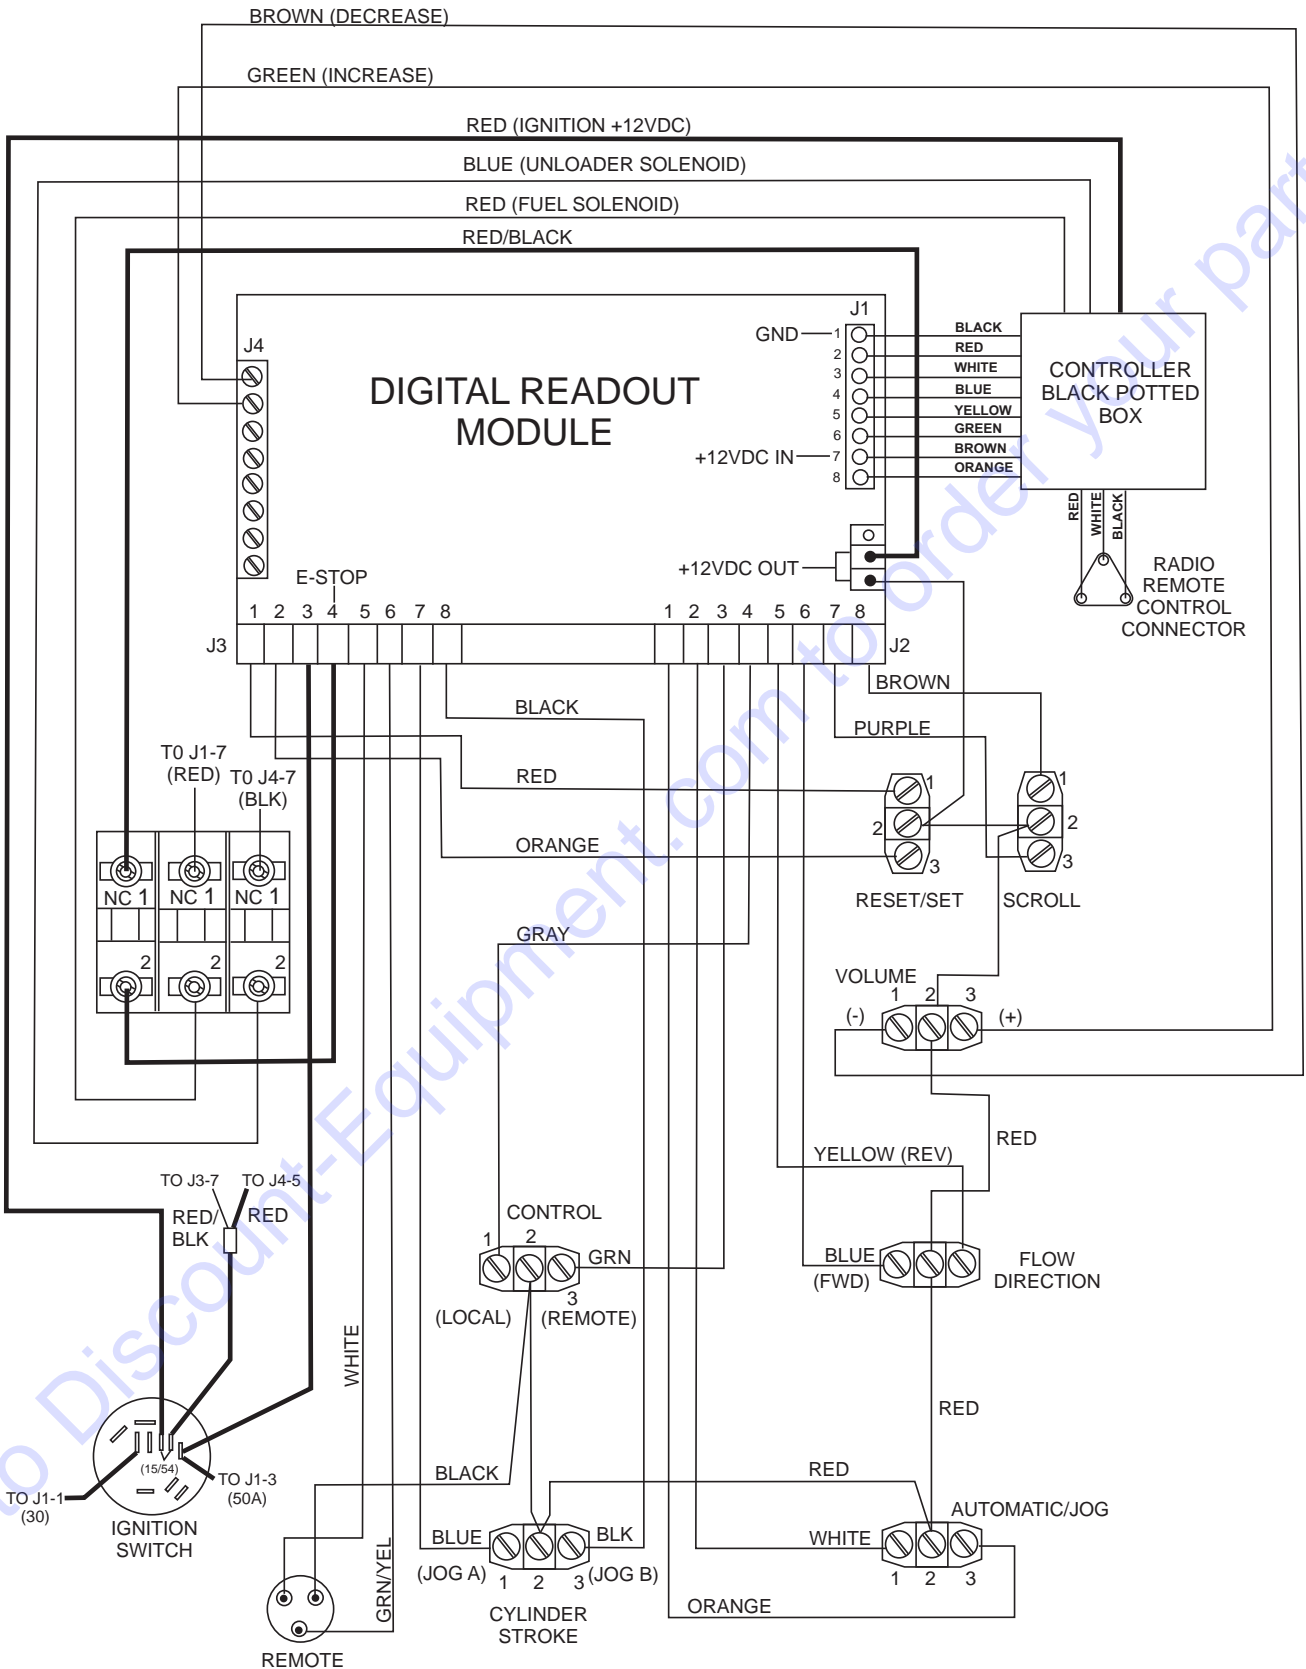 BROWN (DECREASE)
GREEN (INCREASE)
RED (IGNITION +12VDC)
BLUE (UNLOADER SOLENOID)
RED (FUEL SOLENOID)
RED/BLACK
J4
DIGITAL READOUT
MODULE
J1
GND
1
2
3
4
5
6
7
8
+12VDC IN
BLACK
RED
WHITE
BLUE
YELLOW
GREEN
BROWN
ORANGE
CONTROLLER
BLACK POTTED
BOX
RED
WHITE
BLACK
RADIO
REMOTE
CONTROL
CONNECTOR
+12VDC OUT
E-STOP
1 2 3 4 5 6 7 8
1 2 3 4 5 6 7 8
J3
J2
BROWN
BLACK
PURPLE
T0 J1-7
(RED)
T0 J4-7
(BLK)
RED
ORANGE
1
2
3
RESET/SET
1
2
3
SCROLL
NC 1
NC 1
NC 1
2
2
2
GRAY
VOLUME
1 2 3
(-)
(+)
RED
YELLOW (REV)
TO J3-7
TO J4-5
RED/
BLK
RED
CONTROL
1 2
3
GRN
(LOCAL)
(REMOTE)
BLUE
(FWD)
FLOW
DIRECTION
WHITE
RED
(15/54)
TO J1-3
(50A)
TO J1-1
(30)
IGNITION
SWITCH
BLACK
RED
AUTOMATIC/JOG
BLUE
BLK
(JOG A)
1 2 3
(JOG B)
WHITE
1 2 3
GRN/YEL
CYLINDER
STROKE
ORANGE
REMOTE
to Discount-Equipment.com to order your part